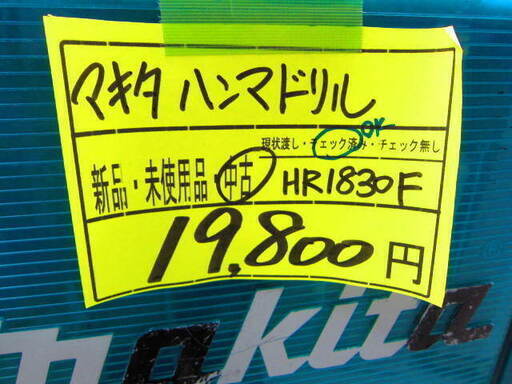 マキタ ハンマドリル
or
現状渡し・チェック済み・チェック無し
新品・未使用品・中古 HR1830F
19,800円
makita